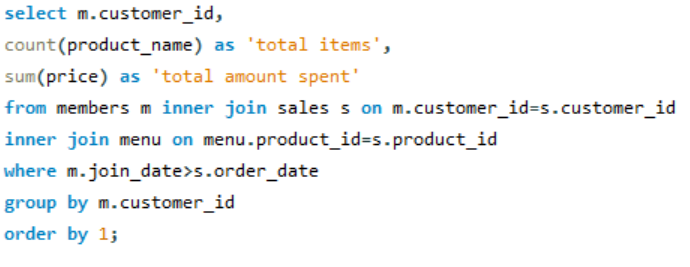 select m.customer_id,
count(product_name) as 'total items',
sum(price) as 'total amount spent'
from members m inner join sales s on m.customer_id=s.customer_id
inner join menu on menu.product_id=s.product_id
where m.join_date>s.order_date
group by m.customer_id
order by 1;